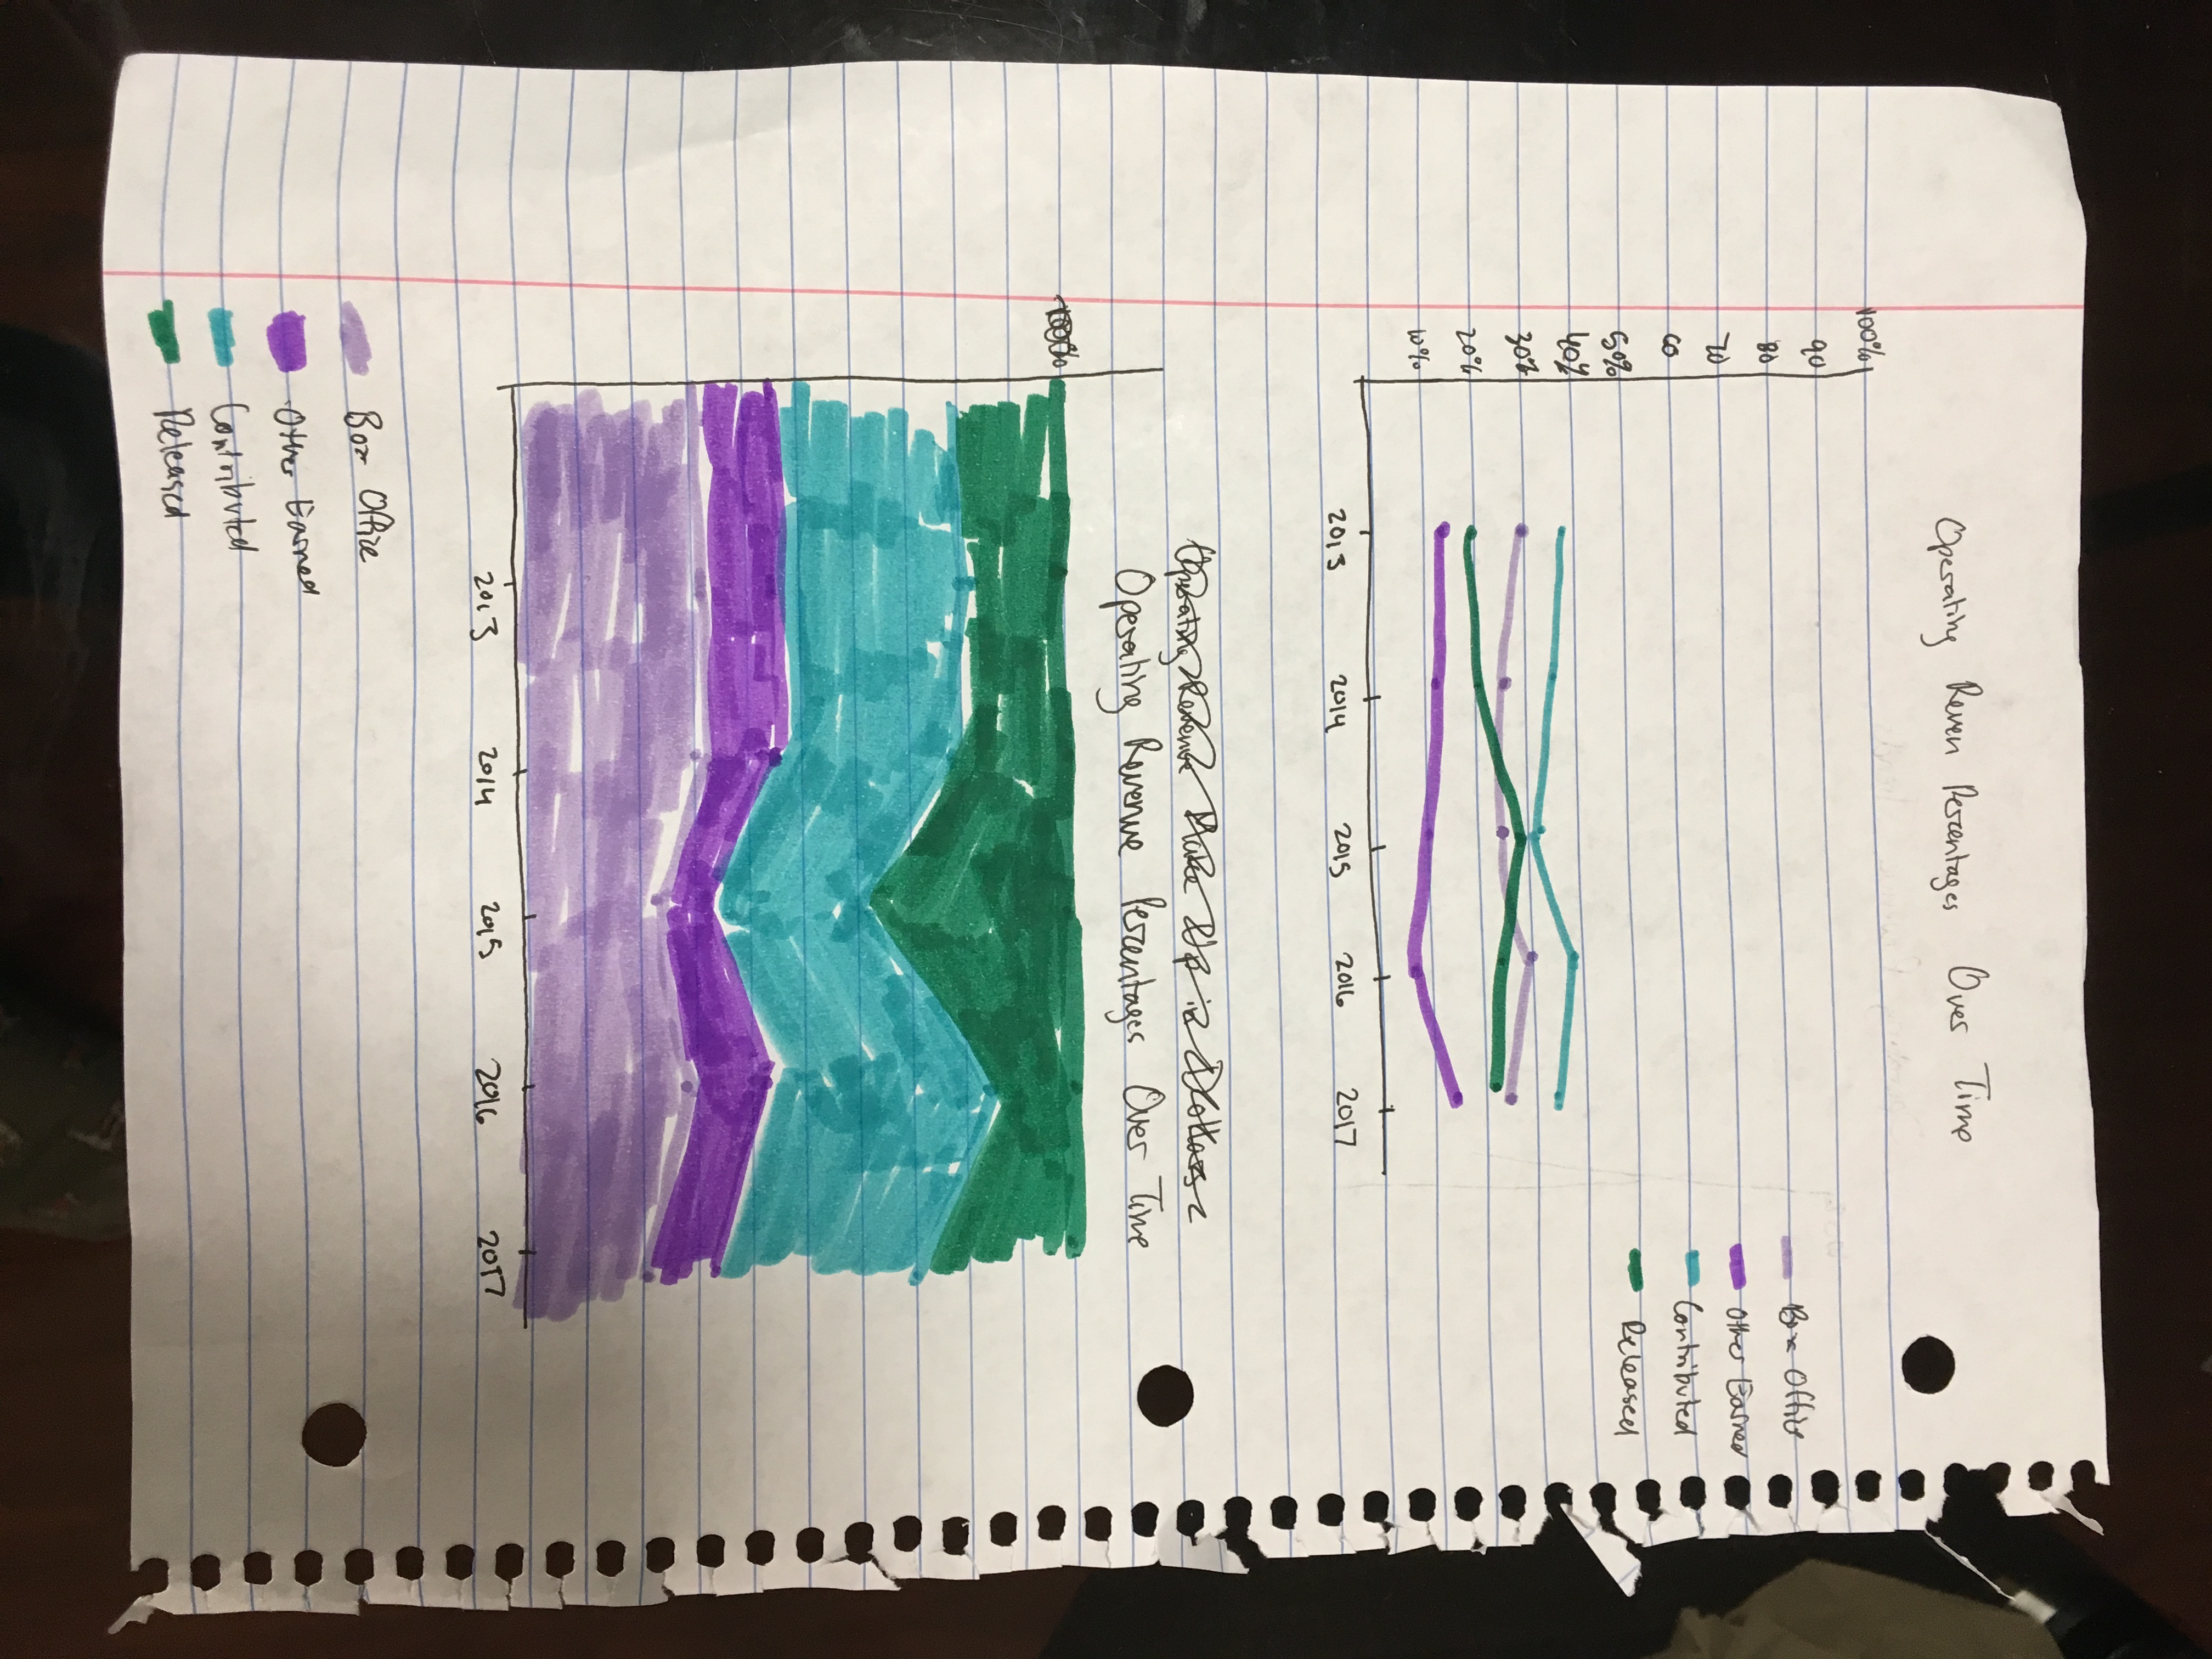 Operating Reven Percentages Over Time
100%
90
80
70
60
50%
40%
30%
20%
10%
Box Office
Other Earned
Contributed
Released
2013 2014 2015 2016 2017
Operating Revenue Make Up in Dollars
Operating Revenue Percentages Over Time
100%
2013 2014 2015 2016 2017
Box Office
Other Earned
Contributed
Released